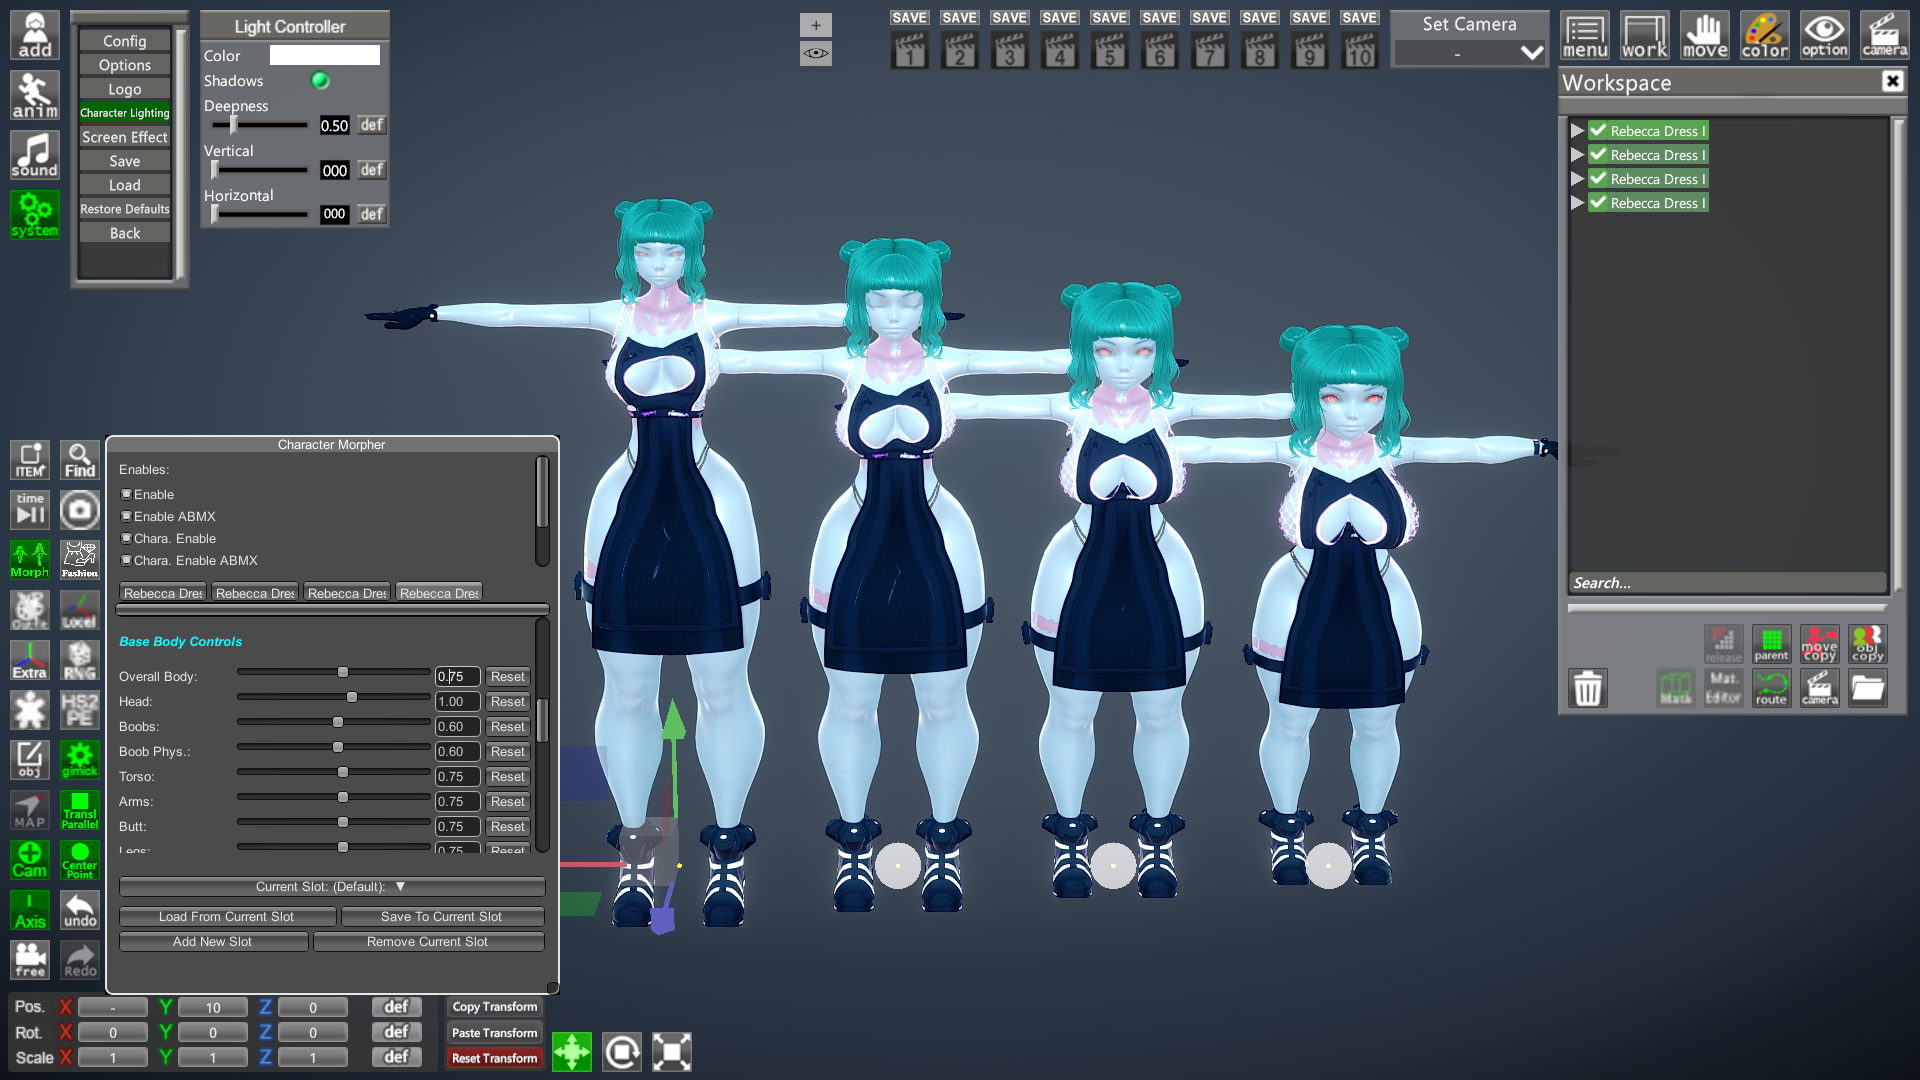 add
anim
sound
system
Config
Options
Logo
Character Lighting
Screen Effect
Save
Load
Restore Defaults
Back
Light Controller
Color
Shadows
Deepness
0.50 def
Vertical
000 def
Horizontal
000 def
+
SAVE SAVE SAVE SAVE SAVE SAVE SAVE SAVE SAVE SAVE
1 2 3 4 5 6 7 8 9 10
Set Camera
-
menu work move color option camera
Workspace
Rebecca Dress I
Rebecca Dress I
Rebecca Dress I
Rebecca Dress I
Search...
release parent move copy obj copy
Math Mat. Editor route camera
ITEM+ Find
time
Morph Fashion
Local
Extra RNG
HS2 PE
obj gimick
MAP Transl Parallel
Cam Center Point
Axis undo
free Redo
Character Morpher
Enables:
Enable
Enable ABMX
Chara. Enable
Chara. Enable ABMX
Rebecca Dres Rebecca Dres Rebecca Dres Rebecca Dres
Base Body Controls
Overall Body: 0.75 Reset
Head: 1.00 Reset
Boobs: 0.60 Reset
Boob Phys.: 0.60 Reset
Torso: 0.75 Reset
Arms: 0.75 Reset
Butt: 0.75 Reset
Legs: 0.75 Reset
Current Slot: (Default): ▼
Load From Current Slot Save To Current Slot
Add New Slot Remove Current Slot
Pos. X - Y 10 Z 0 def Copy Transform
Rot. X 0 Y 0 Z 0 def Paste Transform
Scale X 1 Y 1 Z 1 def Reset Transform